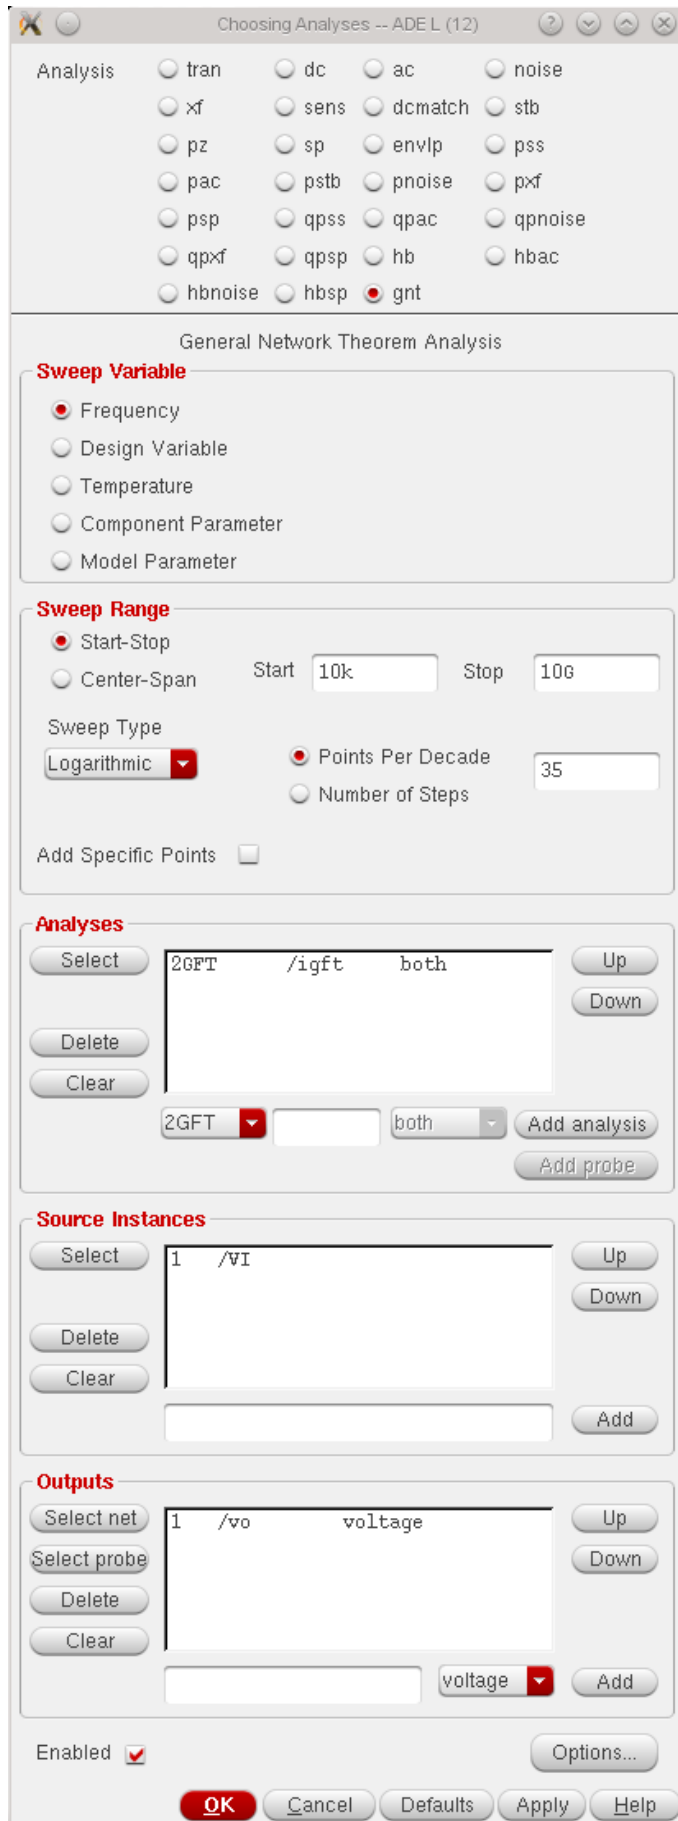 Choosing Analyses -- ADE L (12)
Analysis tran dc ac noise
xf sens dcmatch stb
pz sp envlp pss
pac pstb pnoise pxf
psp qpss qpac qpnoise
qpxf qpsp hb hbac
hbnoise hbsp gnt
General Network Theorem Analysis
Sweep Variable
Frequency
Design Variable
Temperature
Component Parameter
Model Parameter
Sweep Range
Start-Stop
Center-Span Start 10k Stop 10G
Sweep Type
Logarithmic Points Per Decade 35
Number of Steps
Add Specific Points
Analyses
Select 2GFT /igft both Up
Down
Delete
Clear
2GFT both Add analysis
Add probe
Source Instances
Select 1 /VI Up
Down
Delete
Clear
Add
Outputs
Select net 1 /vo voltage Up
Select probe Down
Delete
Clear
voltage Add
Enabled Options...
OK Cancel Defaults Apply Help